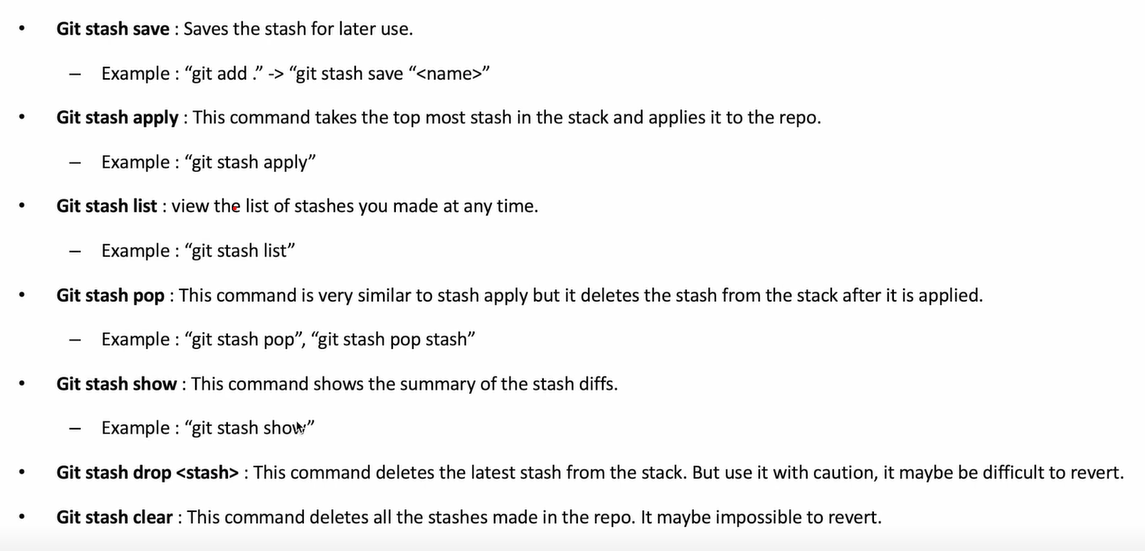 • Git stash save : Saves the stash for later use.
– Example : “git add .” -> “git stash save “<name>”
• Git stash apply : This command takes the top most stash in the stack and applies it to the repo.
– Example : “git stash apply”
• Git stash list : view the list of stashes you made at any time.
– Example : “git stash list”
• Git stash pop : This command is very similar to stash apply but it deletes the stash from the stack after it is applied.
– Example : “git stash pop”, “git stash pop stash”
• Git stash show : This command shows the summary of the stash diffs.
– Example : “git stash show”
• Git stash drop <stash> : This command deletes the latest stash from the stack. But use it with caution, it maybe be difficult to revert.
• Git stash clear : This command deletes all the stashes made in the repo. It maybe impossible to revert.